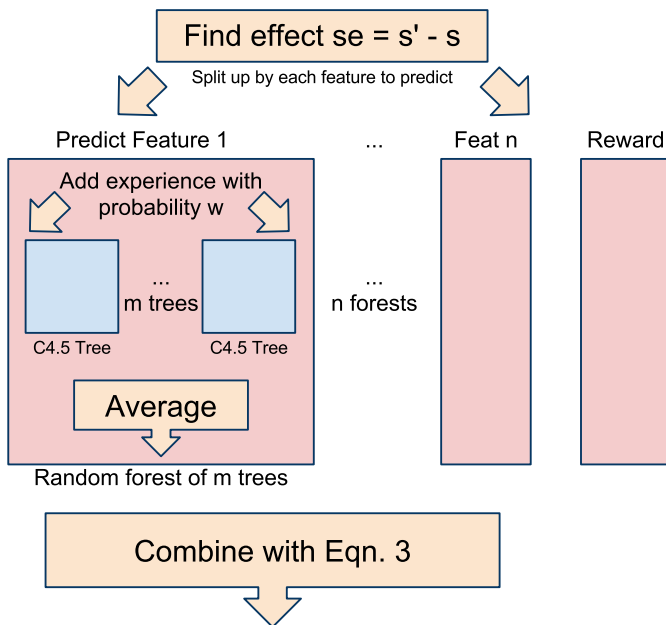 Find effect se = s' - s
Split up by each feature to predict
Predict Feature 1
...
Feat n
Reward
Add experience with
probability w
...
m trees
...
n forests
C4.5 Tree
C4.5 Tree
Average
Random forest of m trees
Combine with Eqn. 3